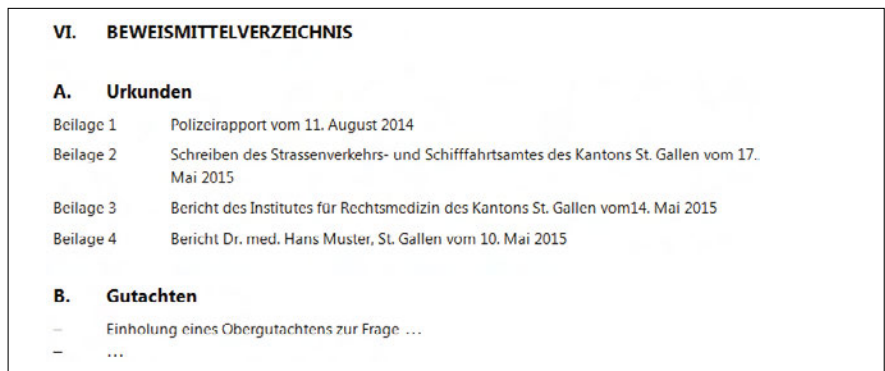 VI. BEWEISMITTELVERZEICHNIS
A. Urkunden
Beilage 1 Polizeirapport vom 11. August 2014
Beilage 2 Schreiben des Strassenverkehrs- und Schifffahrtsamtes des Kantons St. Gallen vom 17.
Mai 2015
Beilage 3 Bericht des Institutes für Rechtsmedizin des Kantons St. Gallen vom14. Mai 2015
Beilage 4 Bericht Dr. med. Hans Muster, St. Gallen vom 10. Mai 2015
B. Gutachten
– Einholung eines Obergutachtens zur Frage …
– …